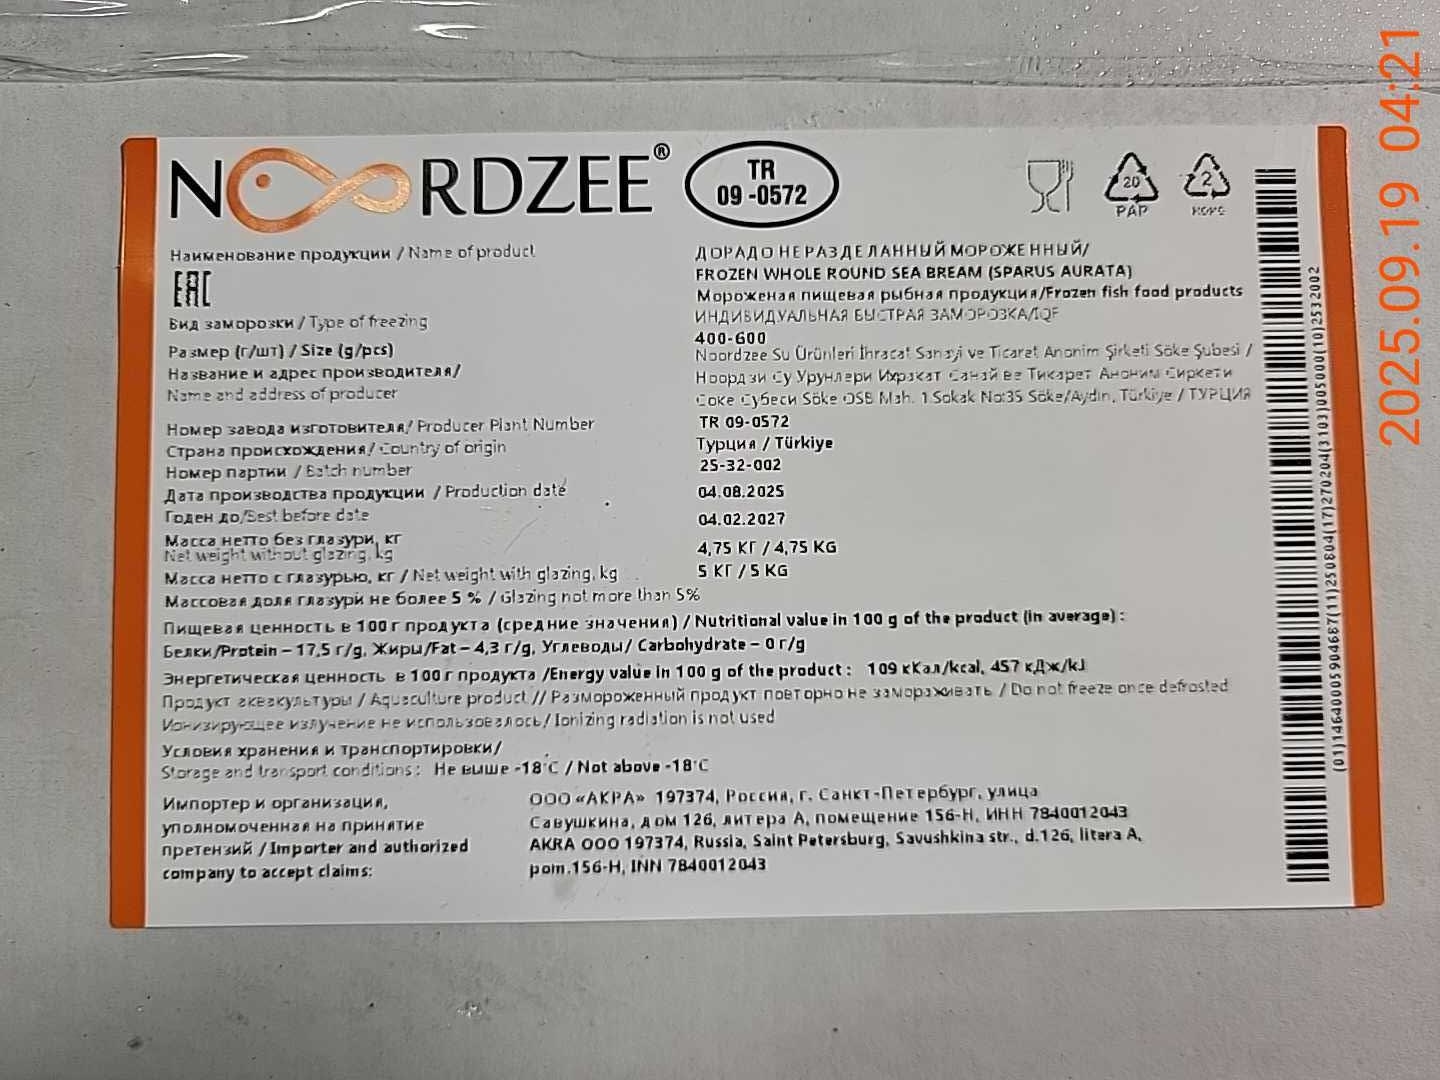 NOORDZEE®
TR
09 -0572
20
PAP
2
HDPE
Наименование продукции / Name of product
ДОРАДО НЕРАЗДЕЛАННЫЙ МОРОЖЕННЫЙ/
FROZEN WHOLE ROUND SEA BREAM (SPARUS AURATA)
EAC
Мороженая пищевая рыбная продукция/Frozen fish food products
Вид заморозки / Type of freezing
ИНДИВИДУАЛЬНАЯ БЫСТРАЯ ЗАМОРОЗКА/IQF
Размер (г/шт) / Size (g/pcs)
400-600
Название и адрес производителя/
Name and address of producer
Noordzee Su Ürünleri İhracat Sanayi ve Ticaret Anonim Şirketi Söke Şubesi /
Ноордзи Су Урунлери Ихракат Санай ве Тикарет Аноним Сиркети
Соке Субеси Söke OSB Mah. 1.Sokak No:35 Söke/Aydın, Türkiye / ТУРЦИЯ
Номер завода изготовителя/ Producer Plant Number
TR 09-0572
Страна происхождения/ Country of origin
Турция / Türkiye
Номер партии / Batch number
25-32-002
Дата производства продукции / Production date
04.08.2025
Годен до/Best before date
04.02.2027
Масса нетто без глазури, кг
Net weight without glazing, kg
4,75 КГ / 4,75 KG
Масса нетто с глазурью, кг / Net weight with glazing, kg
5 КГ / 5 KG
Массовая доля глазури не более 5 % / Glazing not more than 5%
Пищевая ценность в 100 г продукта (средние значения) / Nutritional value in 100 g of the product (in average) :
Белки/Protein – 17,5 г/g, Жиры/Fat – 4,3 г/g, Углеводы/ Carbohydrate – 0 г/g
Энергетическая ценность в 100 г продукта /Energy value in 100 g of the product : 109 кКал/kcal, 457 кДж/kJ
Продукт аквакультуры / Aquaculture product // Размороженный продукт повторно не замораживать / Do not freeze once defrosted
Ионизирующее излучение не использовалось/ Ionizing radiation is not used
Условия хранения и транспортировки/
Storage and transport conditions : Не выше -18°C / Not above -18°C
Импортер и организация,
уполномоченная на принятие
претензий / Importer and authorized
company to accept claims:
ООО «АКРА» 197374, Россия, г. Санкт-Петербург, улица
Савушкина, дом 126, литера А, помещение 156-Н, ИНН 7840012043
AKRA OOO 197374, Russia, Saint Petersburg, Savushkina str., d.126, litera A,
pom.156-H, INN 7840012043
(01)14640005904687(11)250804(17)270204(3103)005000(10)2532002
2025.09.19 04:21